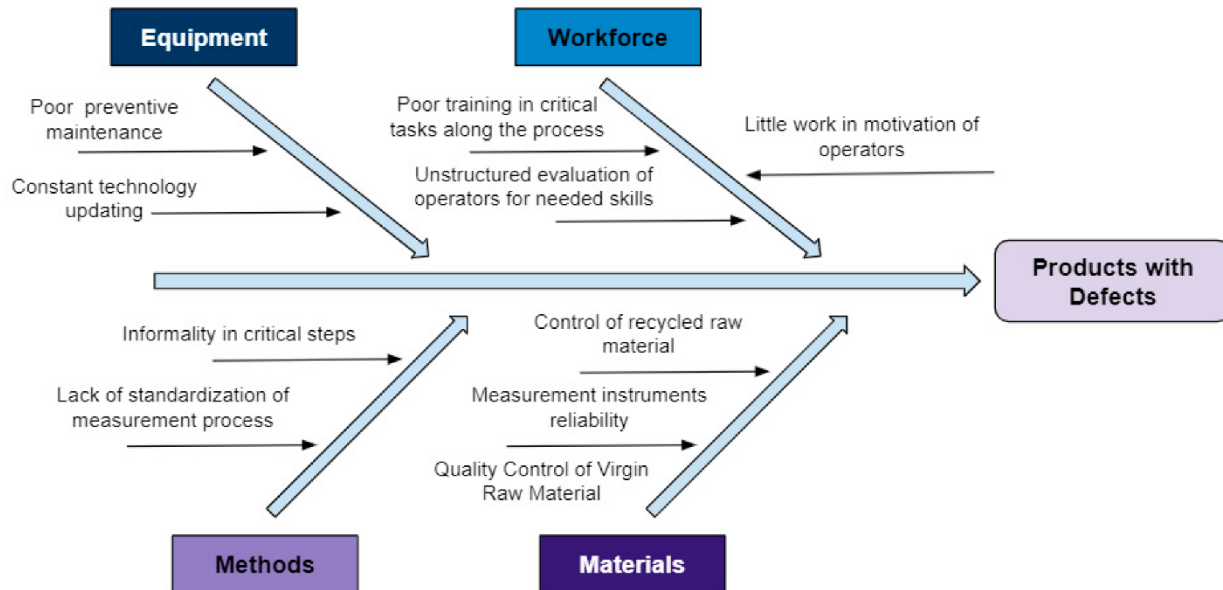 Equipment
Workforce
Poor preventive
maintenance
Constant technology
updating
Poor training in critical
tasks along the process
Unstructured evaluation of
operators for needed skills
Little work in motivation of
operators
Products with
Defects
Informality in critical steps
Lack of standardization of
measurement process
Control of recycled raw
material
Measurement instruments
reliability
Quality Control of Virgin
Raw Material
Methods
Materials